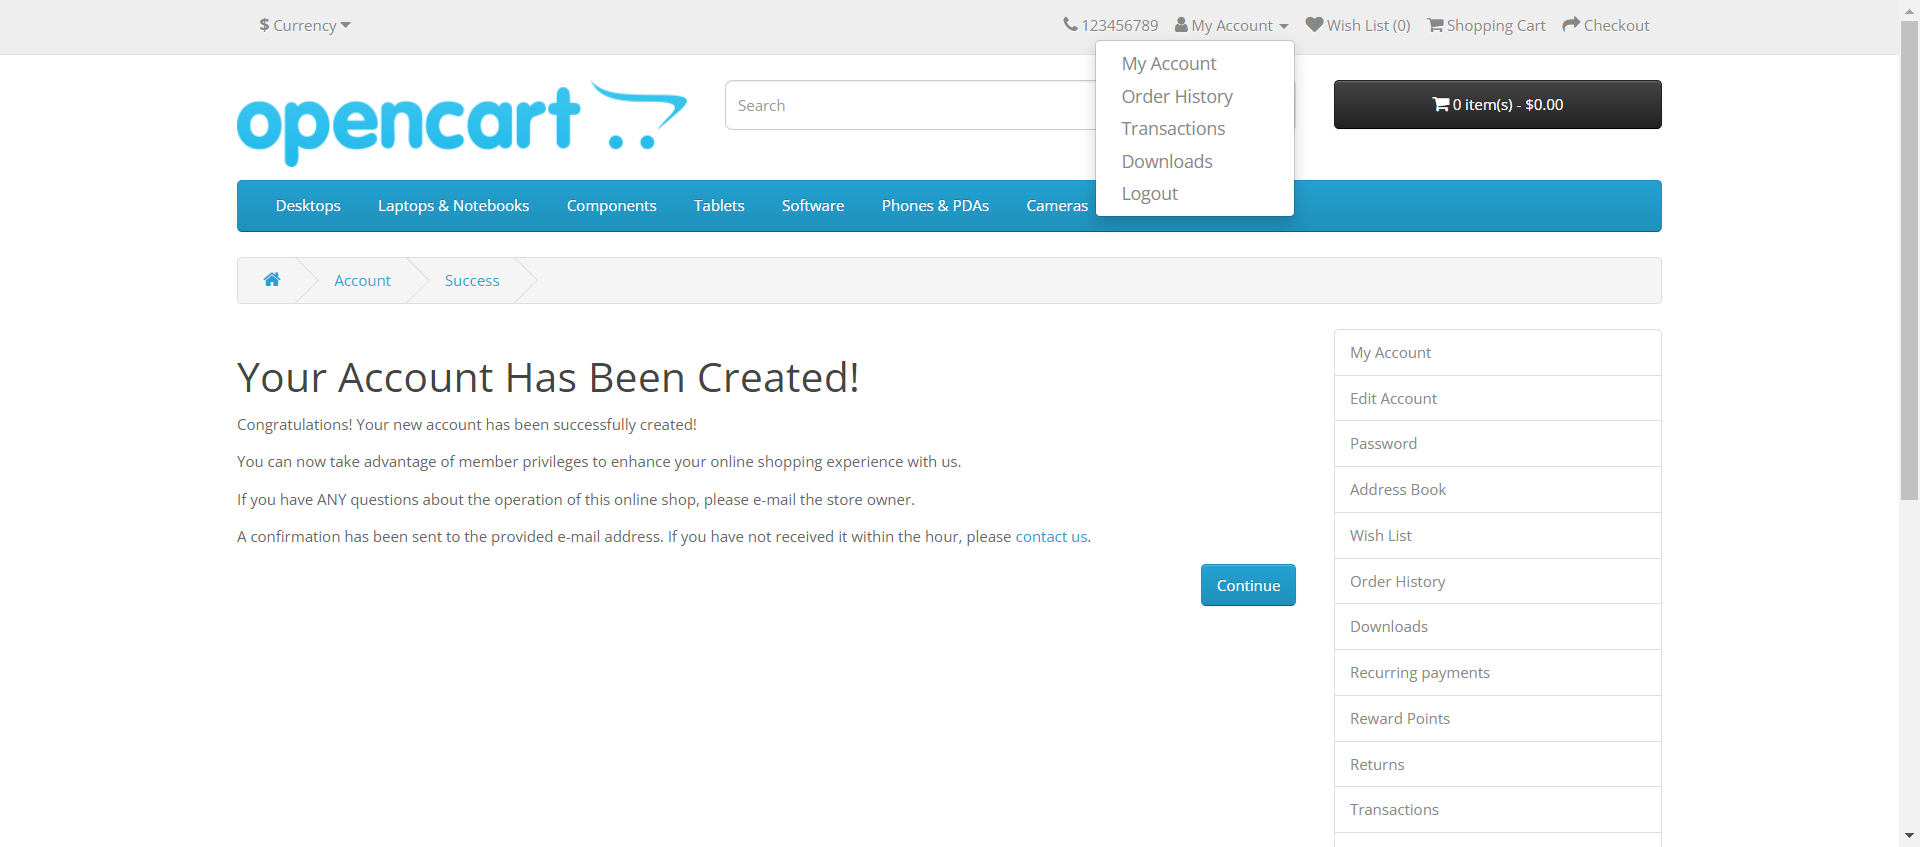 $ Currency
123456789 My Account Wish List (0) Shopping Cart Checkout
My Account
Order History
Transactions
Downloads
Logout
opencart
Search
0 item(s) - $0.00
Desktops Laptops & Notebooks Components Tablets Software Phones & PDAs Cameras
Account Success
Your Account Has Been Created!
Congratulations! Your new account has been successfully created!
You can now take advantage of member privileges to enhance your online shopping experience with us.
If you have ANY questions about the operation of this online shop, please e-mail the store owner.
A confirmation has been sent to the provided e-mail address. If you have not received it within the hour, please contact us.
Continue
My Account
Edit Account
Password
Address Book
Wish List
Order History
Downloads
Recurring payments
Reward Points
Returns
Transactions